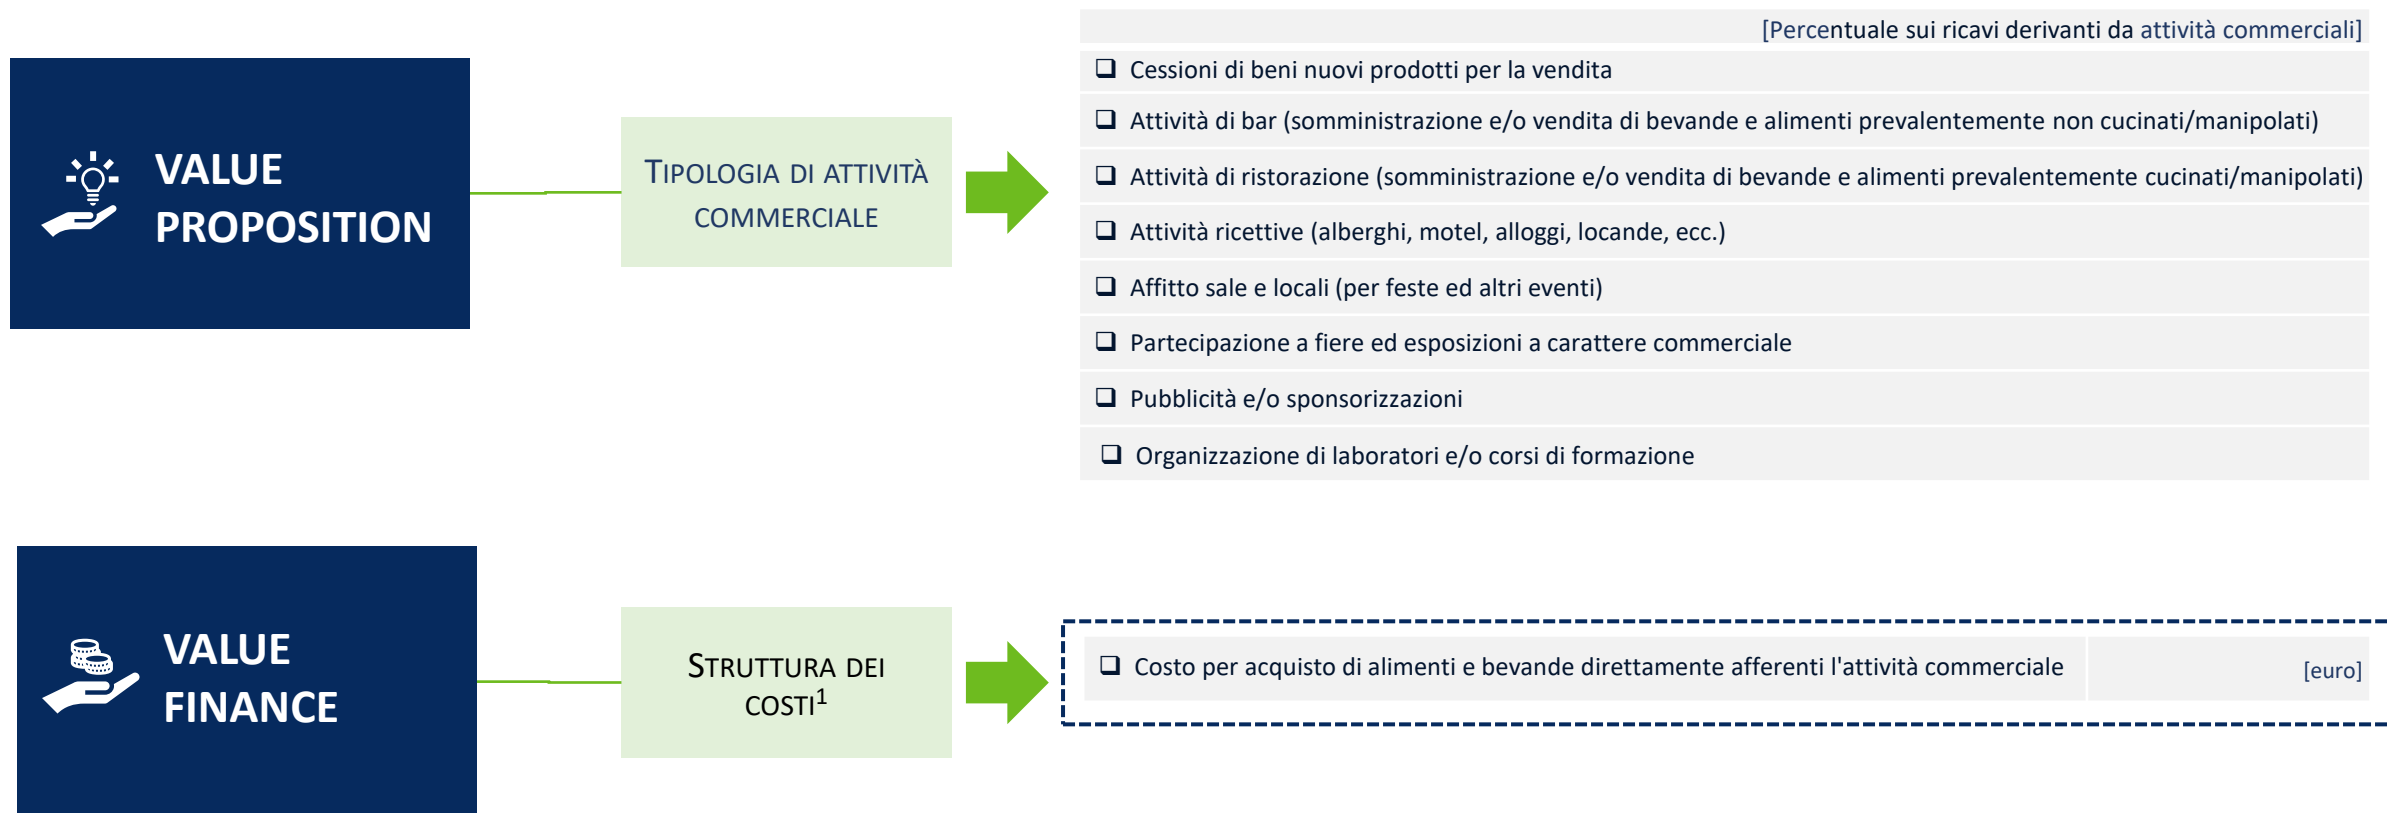 [Percentuale sui ricavi derivanti da attività commerciali]
VALUE
PROPOSITION
TIPOLOGIA DI ATTIVITÀ
COMMERCIALE
❑ Cessioni di beni nuovi prodotti per la vendita
❑ Attività di bar (somministrazione e/o vendita di bevande e alimenti prevalentemente non cucinati/manipolati)
❑ Attività di ristorazione (somministrazione e/o vendita di bevande e alimenti prevalentemente cucinati/manipolati)
❑ Attività ricettive (alberghi, motel, alloggi, locande, ecc.)
❑ Affitto sale e locali (per feste ed altri eventi)
❑ Partecipazione a fiere ed esposizioni a carattere commerciale
❑ Pubblicità e/o sponsorizzazioni
❑ Organizzazione di laboratori e/o corsi di formazione
VALUE
FINANCE
STRUTTURA DEI
COSTI¹
❑ Costo per acquisto di alimenti e bevande direttamente afferenti l'attività commerciale [euro]